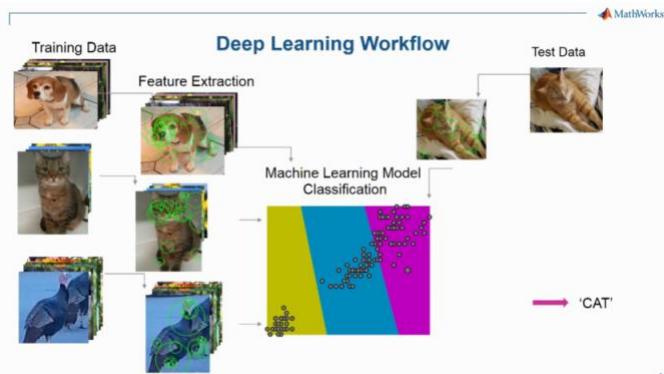 MathWorks
Deep Learning Workflow
Training Data
Test Data
Feature Extraction
Machine Learning Model
Classification
'CAT'